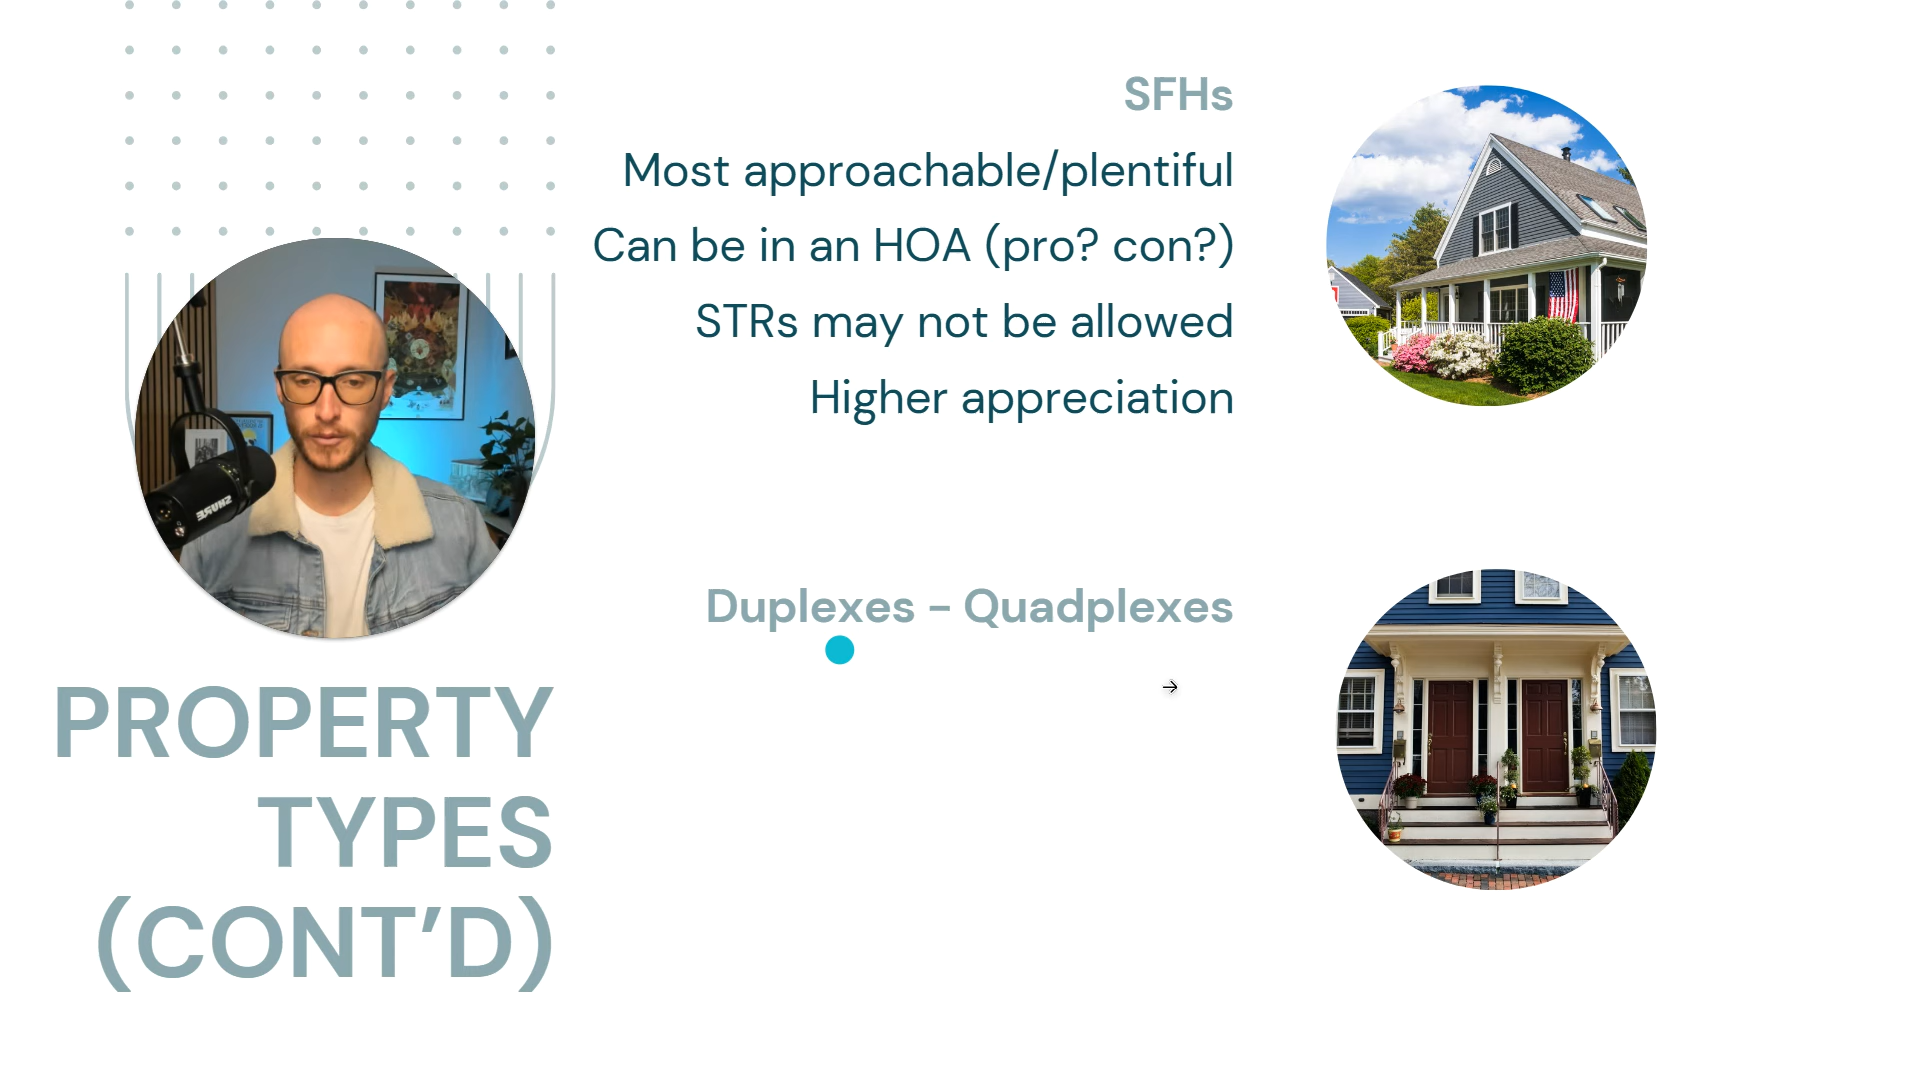 SFHs
Most approachable/plentiful
Can be in an HOA (pro? con?)
STRs may not be allowed
Higher appreciation
SHURE
Duplexes - Quadplexes
PROPERTY
TYPES
(CONT’D)